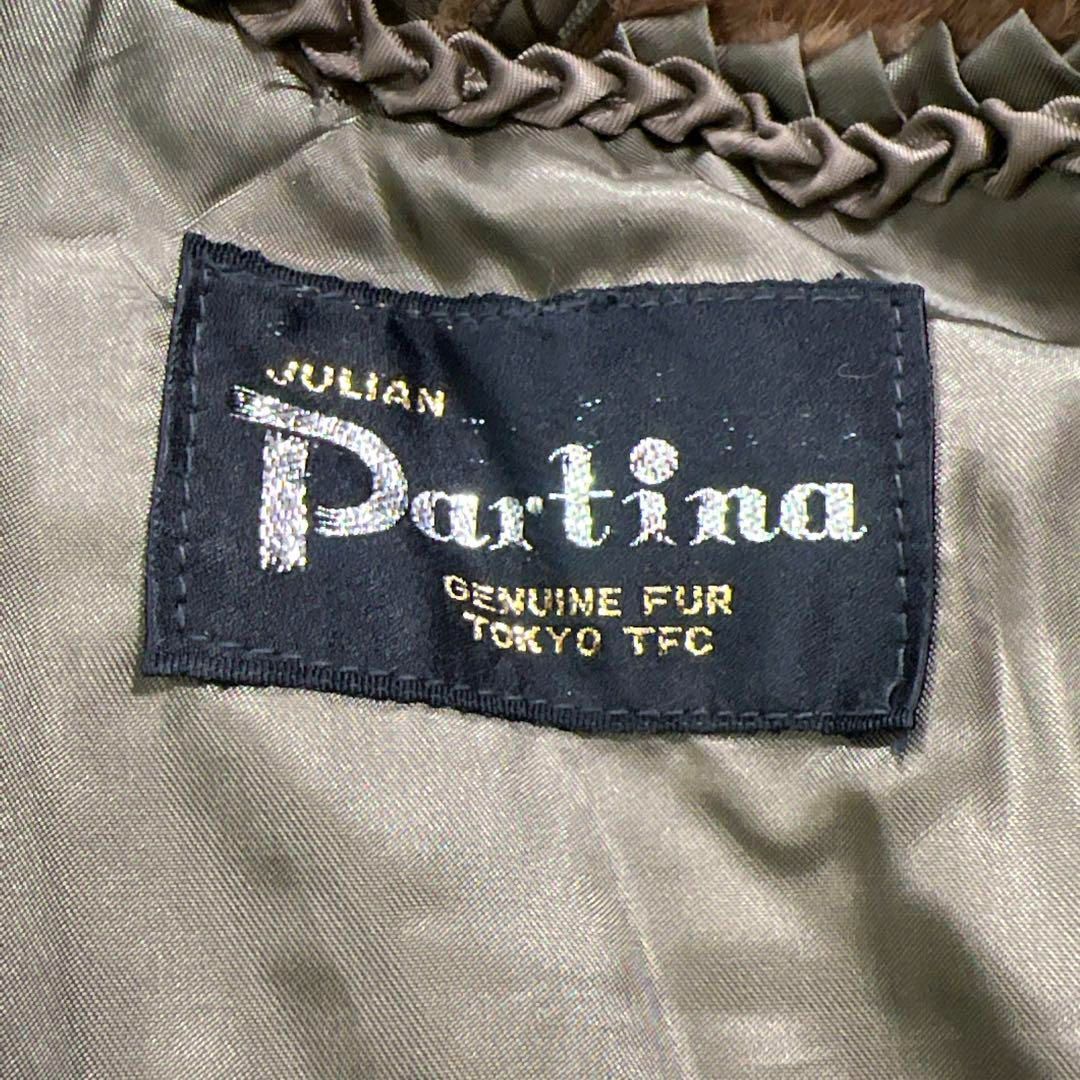 JULIAN
Partina
GENUINE FUR
TOKYO TFC